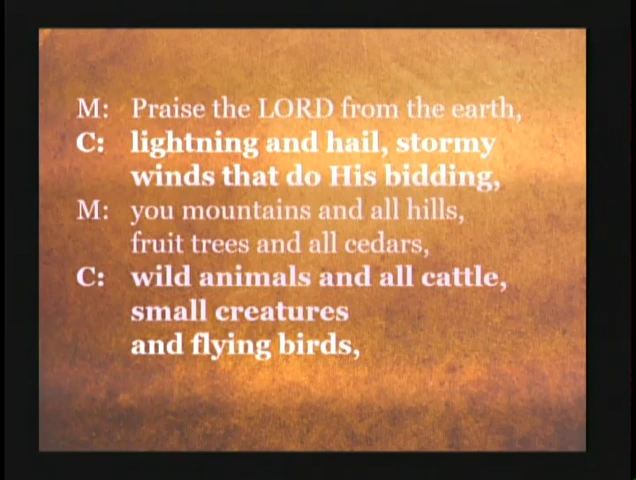 M: Praise the LORD from the earth,
C: lightning and hail, stormy
winds that do His bidding,
M: you mountains and all hills,
fruit trees and all cedars,
C: wild animals and all cattle,
small creatures
and flying birds,